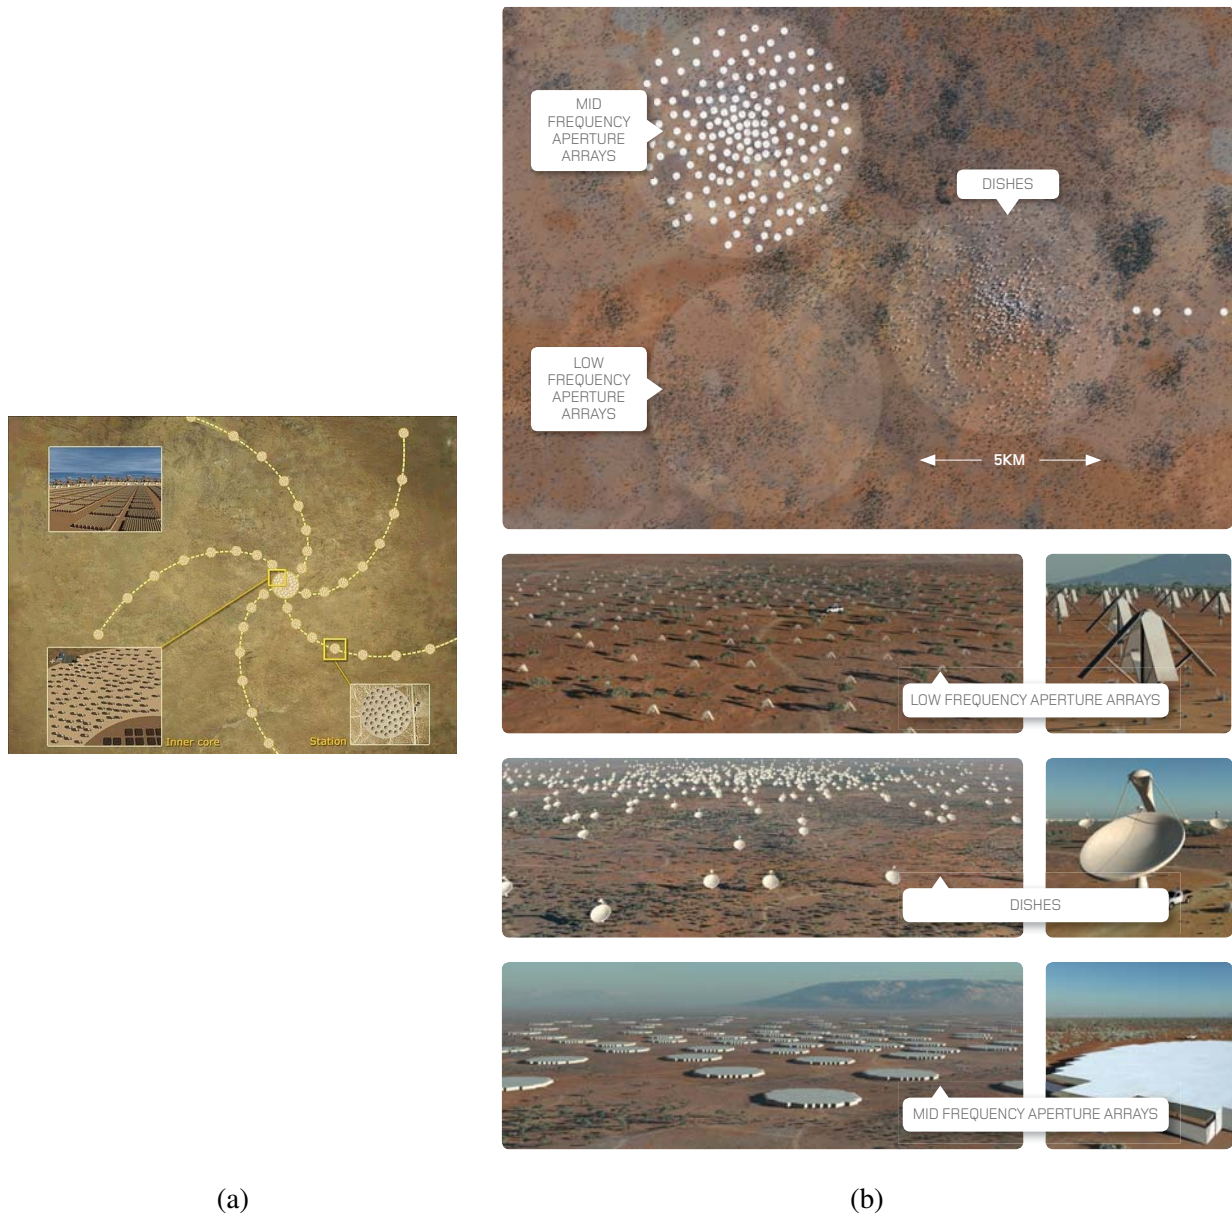 MID
FREQUENCY
APERTURE
ARRAYS
DISHES
LOW
FREQUENCY
APERTURE
ARRAYS
5KM
Inner core
Station
LOW FREQUENCY APERTURE ARRAYS
DISHES
MID FREQUENCY APERTURE ARRAYS
(a)
(b)